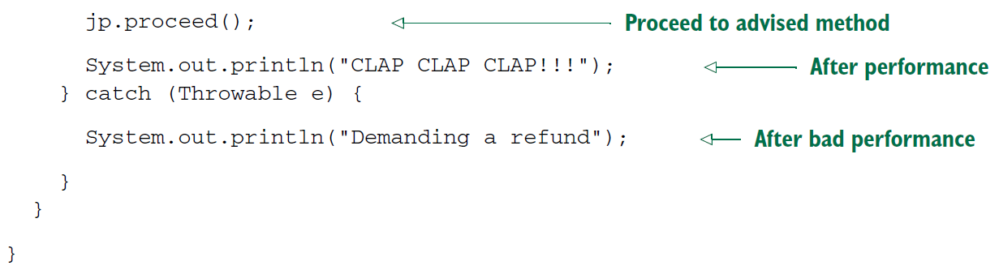 jp.proceed(); Proceed to advised method
System.out.println("CLAP CLAP CLAP!!!"); After performance
} catch (Throwable e) {
System.out.println("Demanding a refund"); After bad performance
}
}
}